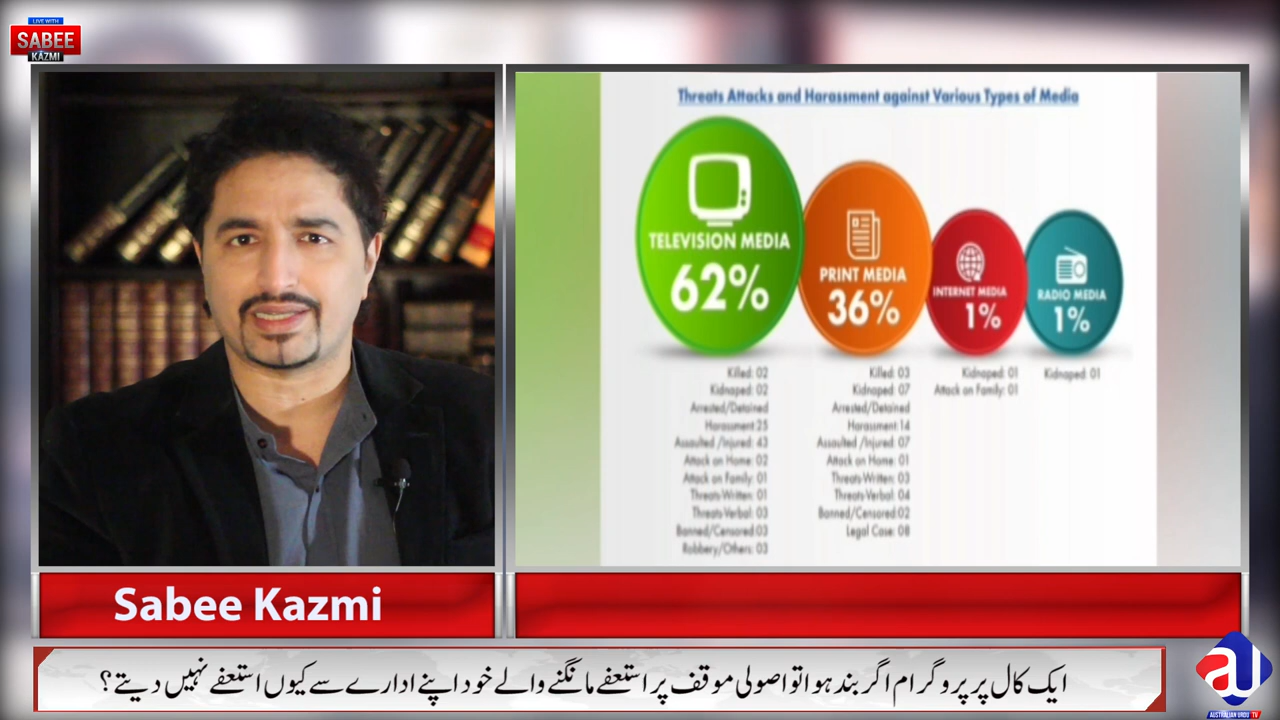 LIVE WITH
SABEE
KAZMI
Threats Attacks and Harassment against Various Types of Media
TELEVISION MEDIA
62%
PRINT MEDIA
36%
INTERNET MEDIA
1%
RADIO MEDIA
1%
Killed: 02
Kidnaped: 02
Arrested/Detained
Harassment 25
Assaulted /Injured: 43
Attack on Home: 02
Attack on Family: 01
Threats-Written: 01
Threats-Verbal: 03
Banned/Censored 03
Robbery/Others: 03
Killed: 03
Kidnaped: 07
Arrested/Detained
Harassment: 14
Assaulted /Injured: 07
Attack on Home: 01
Threats-Written: 03
Threats-Verbal: 04
Banned/Censored: 02
Legal Case: 08
Kidnaped: 01
Attack on Family: 01
Kidnaped: 01
Sabee Kazmi
ایک کال پر پروگرام اگر بند ہوا تو اصولی موقف پر استعفے مانگنے والے خود اپنے ادارے سے کیوں استعفے نہیں دیتے؟
AUSTRALIAN URDU TV